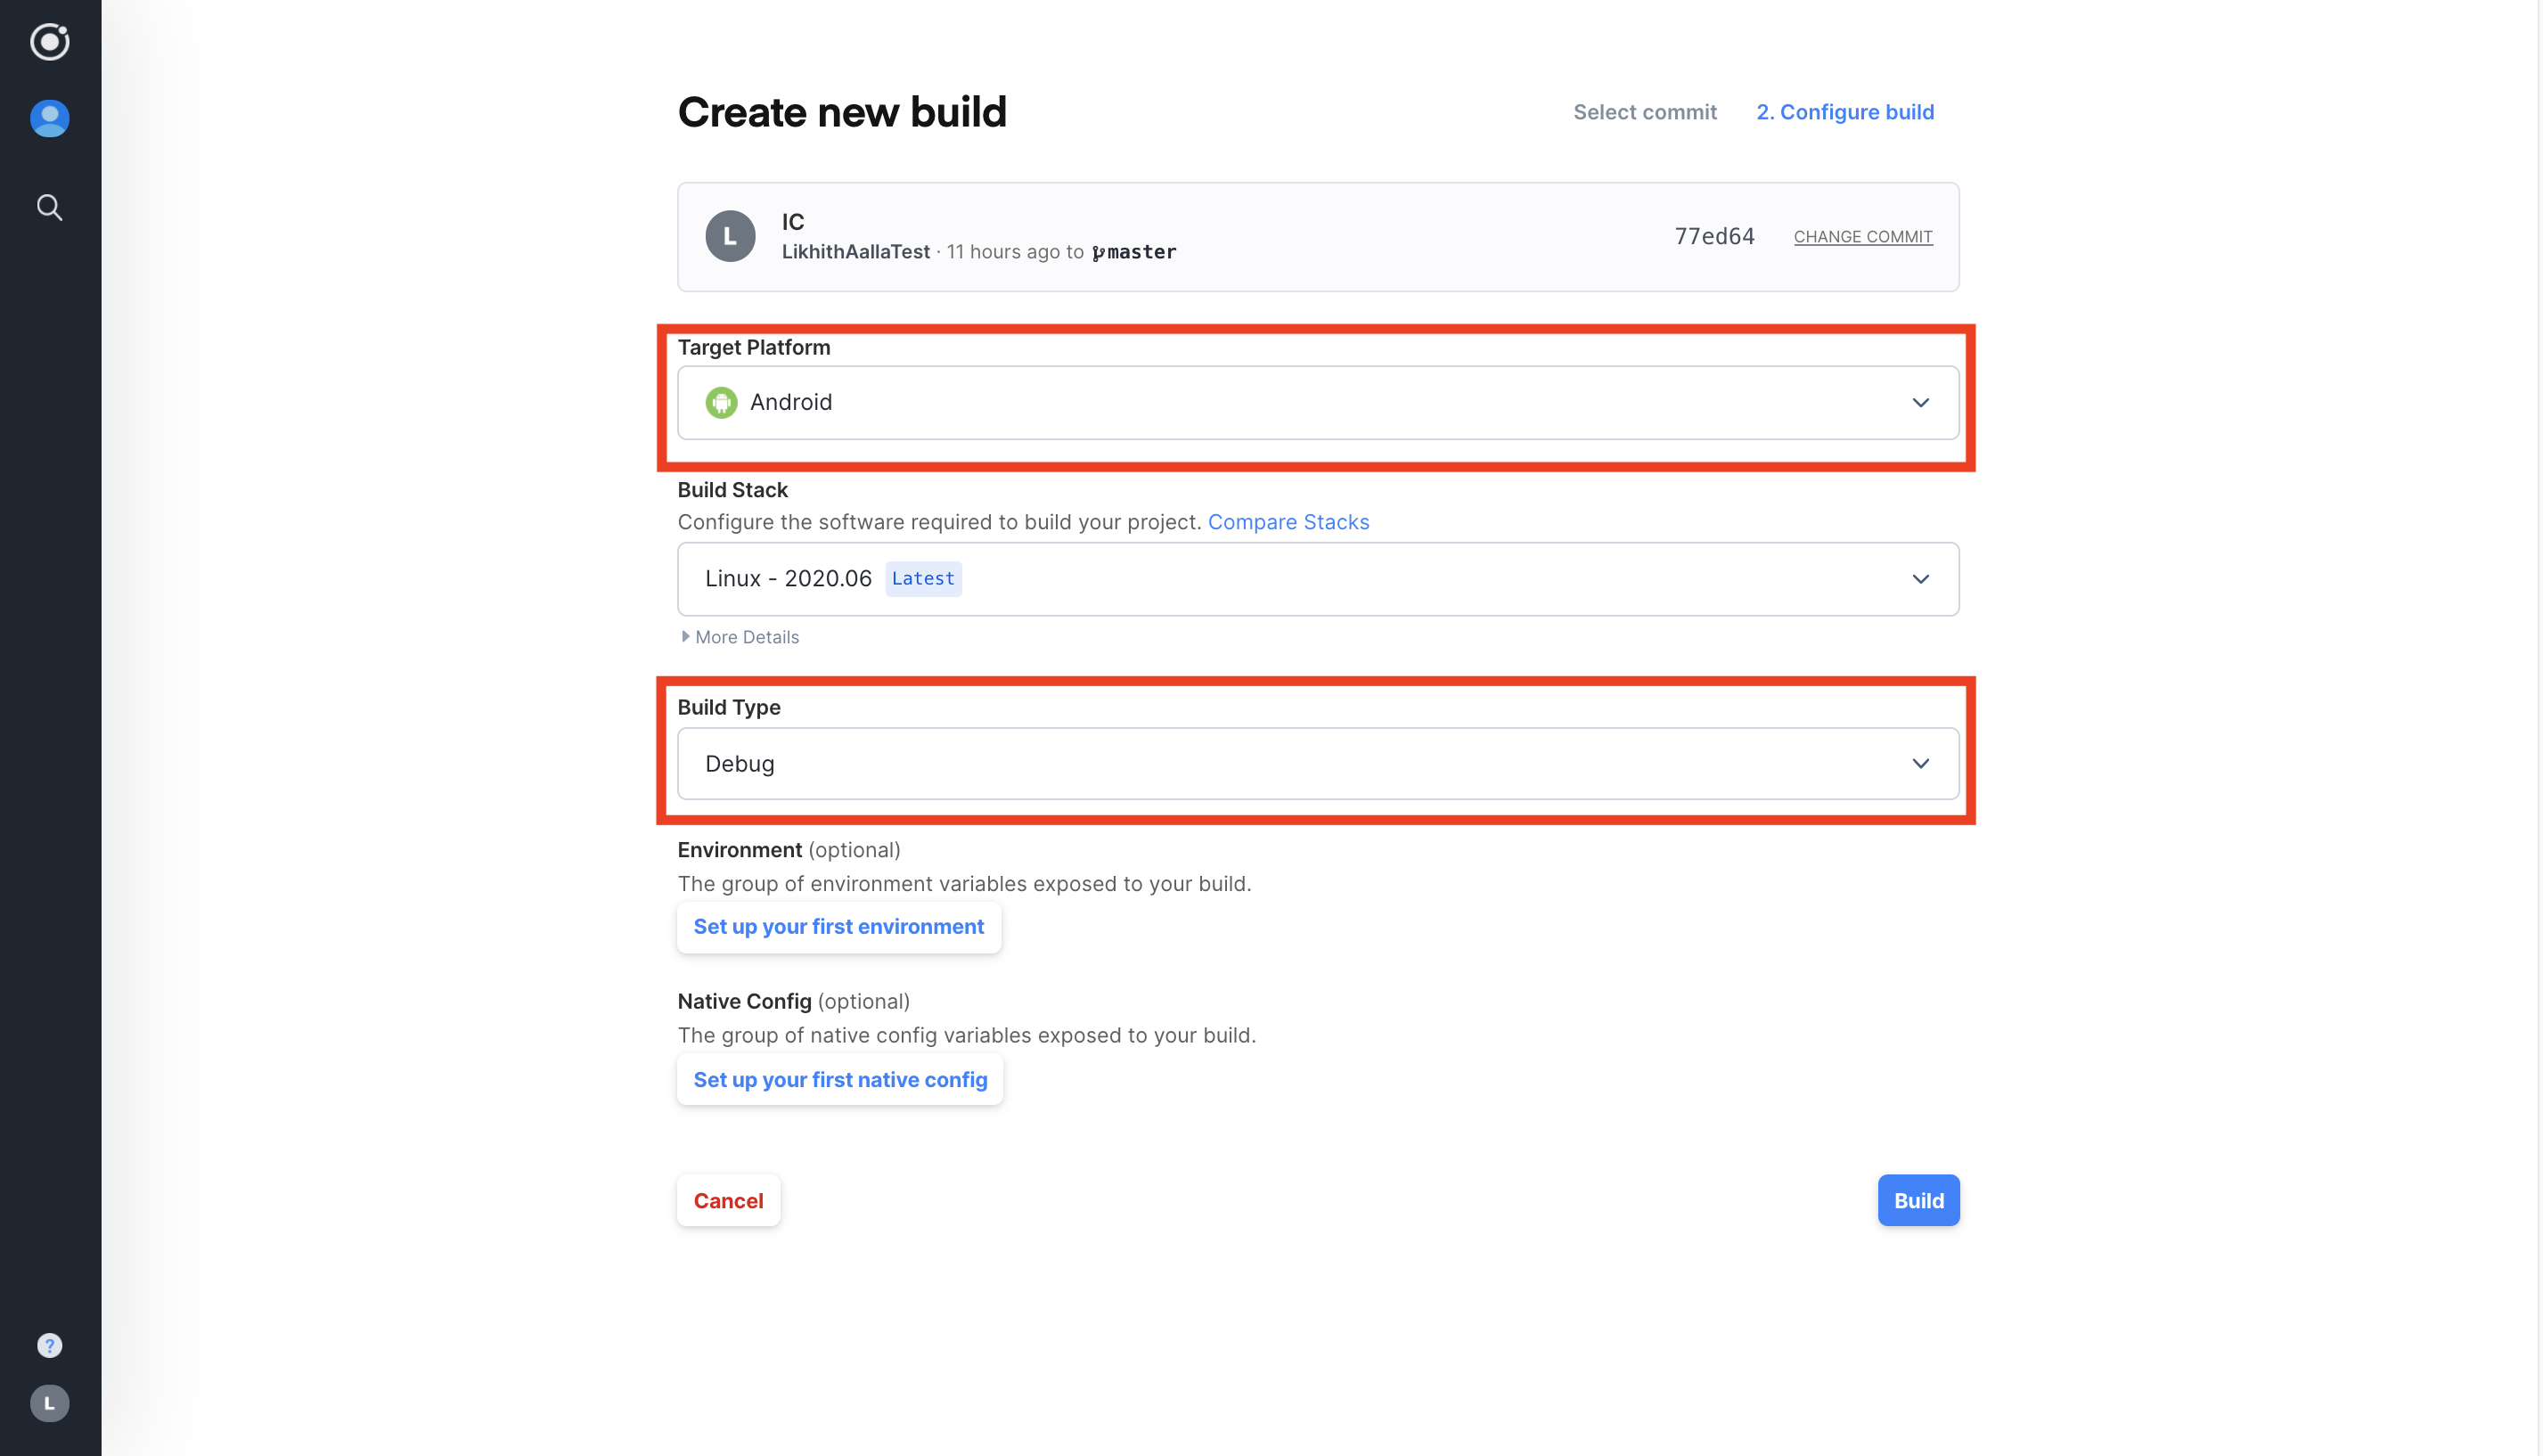 Create new build
Select commit 2. Configure build
L
IC
LikhithAallaTest · 11 hours ago to master
77ed64 CHANGE COMMIT
Target Platform
Android
Build Stack
Configure the software required to build your project. Compare Stacks
Linux - 2020.06 Latest
More Details
Build Type
Debug
Environment (optional)
The group of environment variables exposed to your build.
Set up your first environment
Native Config (optional)
The group of native config variables exposed to your build.
Set up your first native config
Cancel
Build
?
L